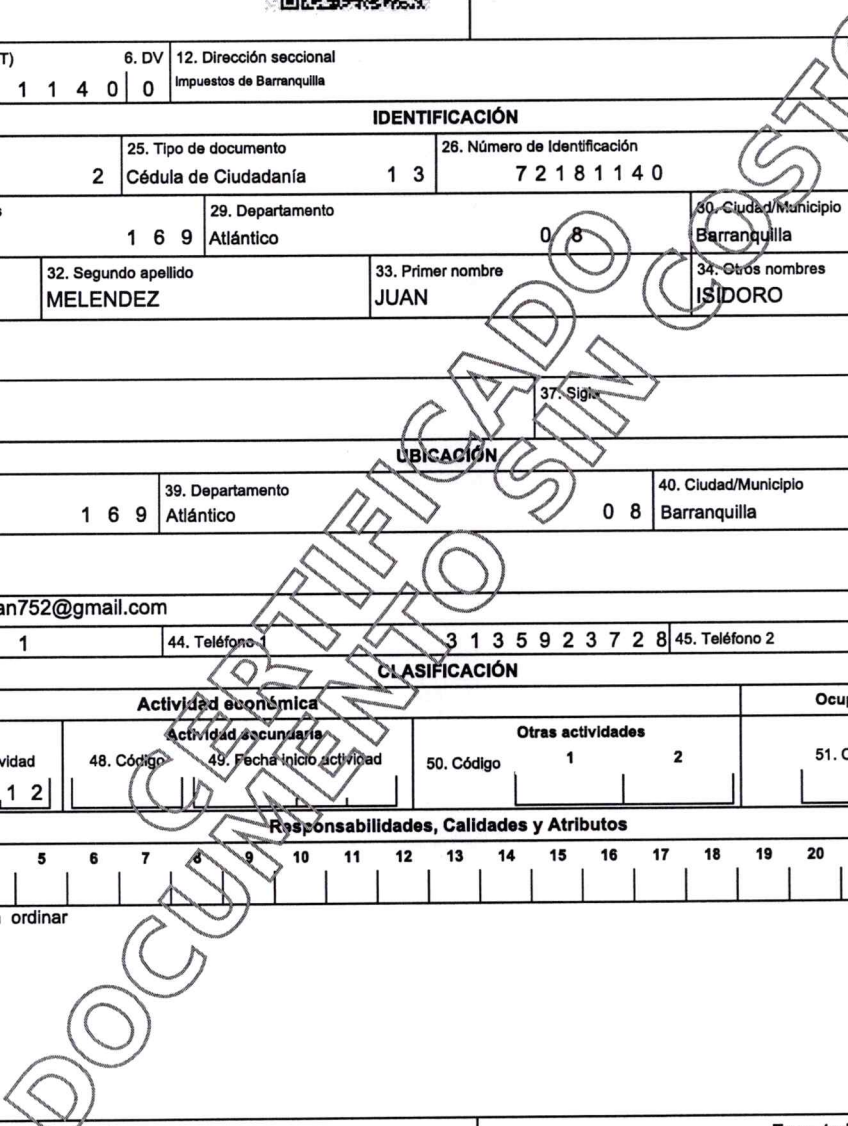 T) 6. DV 12. Dirección seccional
1 1 4 0 0 Impuestos de Barranquilla
IDENTIFICACIÓN
25. Tipo de documento 26. Número de Identificación
2 Cédula de Ciudadanía 1 3 7 2 1 8 1 1 4 0
s 29. Departamento 30. Ciudad/Municipio
1 6 9 Atlántico 0 8 Barranquilla
32. Segundo apellido 33. Primer nombre 34. Otros nombres
MELENDEZ JUAN ISIDORO
37. Sigla
UBICACIÓN
39. Departamento 40. Ciudad/Municipio
1 6 9 Atlántico 0 8 Barranquilla
an752@gmail.com
1 44. Teléfono 1 3 1 3 5 9 2 3 7 2 8 45. Teléfono 2
CLASIFICACIÓN
Actividad económica Ocup
Actividad secundaria Otras actividades
vidad 48. Código 49. Fecha inicio actividad 50. Código 1 2 51. C
1 2
Responsabilidades, Calidades y Atributos
5 6 7 8 9 10 11 12 13 14 15 16 17 18 19 20
ordinar
CERTIFICADO
DOCUMENTO SIN COSTO